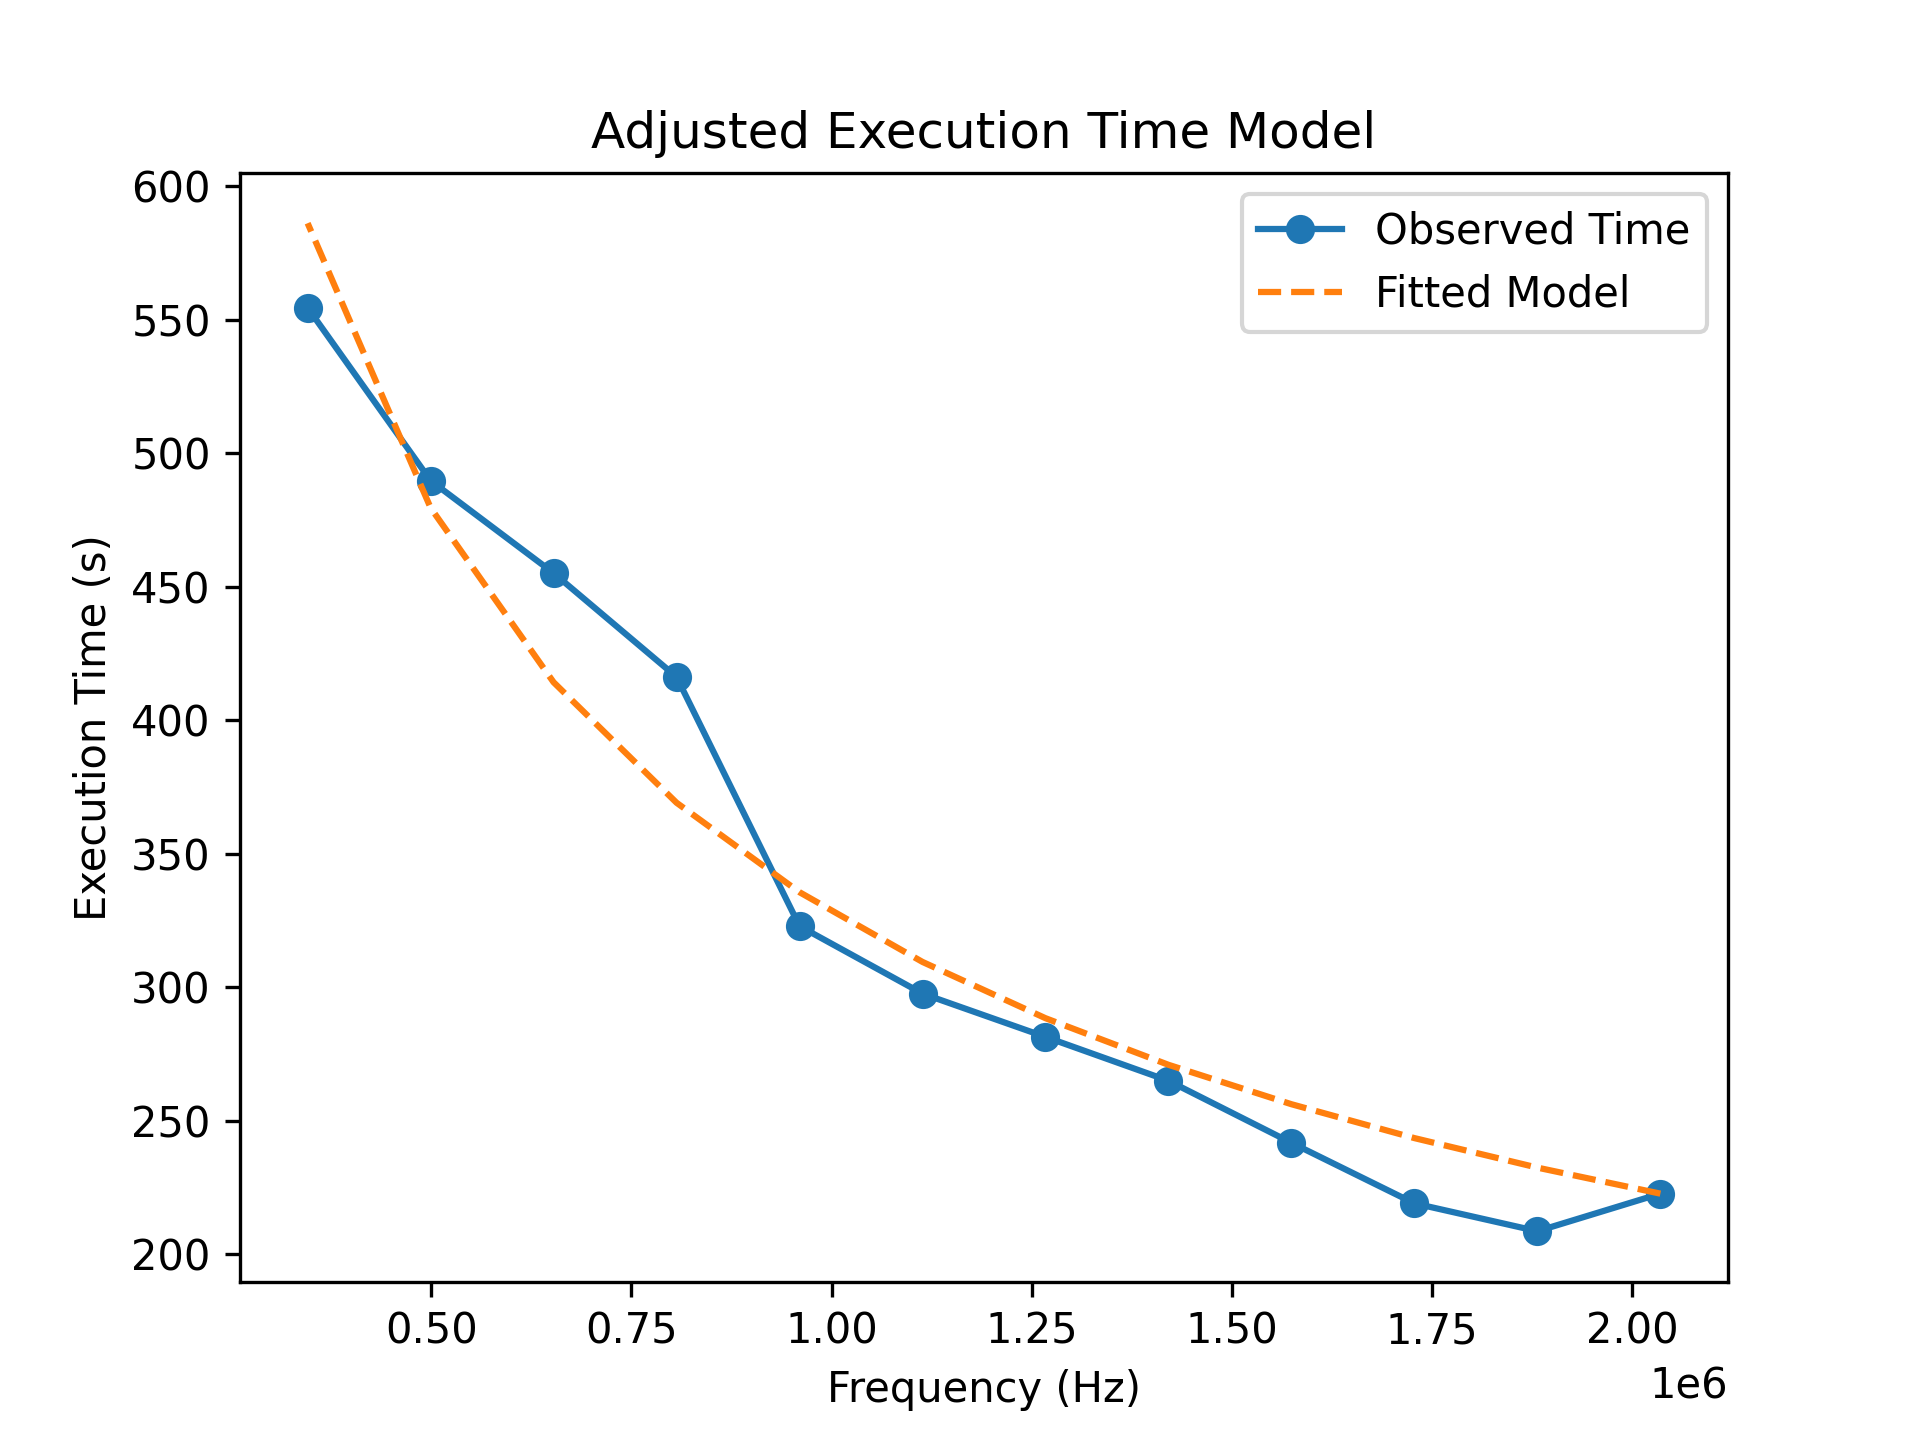 Adjusted Execution Time Model
Observed Time
Fitted Model
Execution Time (s)
600
550
500
450
400
350
300
250
200
0.50 0.75 1.00 1.25 1.50 1.75 2.00
1e6
Frequency (Hz)